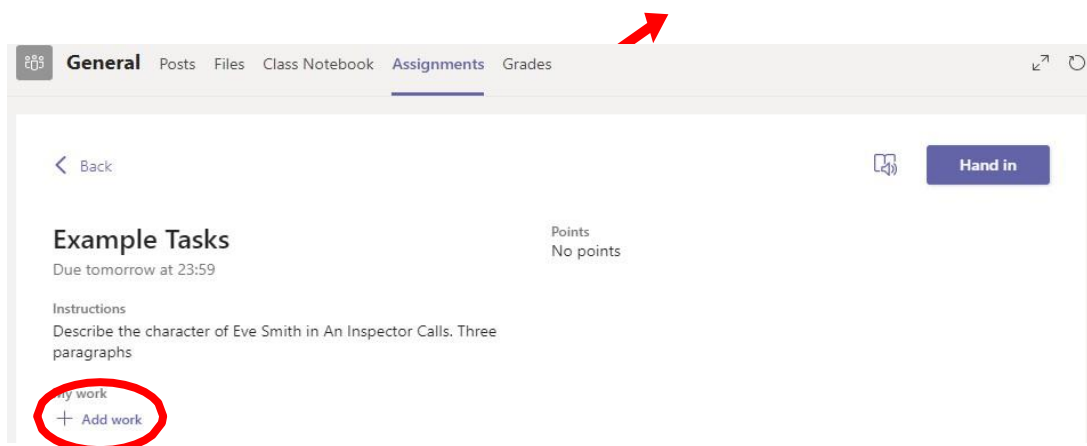 General Posts Files Class Notebook Assignments Grades
Back
Hand in
Example Tasks
Due tomorrow at 23:59
Points
No points
Instructions
Describe the character of Eve Smith in An Inspector Calls. Three
paragraphs
My work
+ Add work